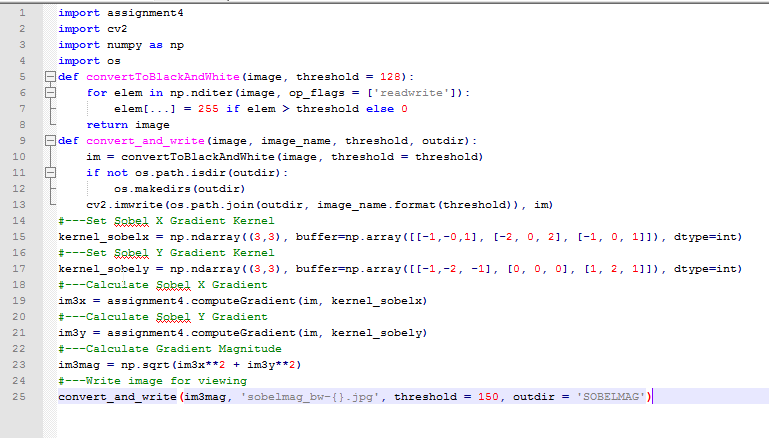 1 import assignment4
2 import cv2
3 import numpy as np
4 import os
5 def convertToBlackAndWhite(image, threshold = 128):
6     for elem in np.nditer(image, op_flags = ['readwrite']):
7         elem[...] = 255 if elem > threshold else 0
8     return image
9 def convert_and_write(image, image_name, threshold, outdir):
10     im = convertToBlackAndWhite(image, threshold = threshold)
11     if not os.path.isdir(outdir):
12         os.makedirs(outdir)
13     cv2.imwrite(os.path.join(outdir, image_name.format(threshold)), im)
14 #---Set Sobel X Gradient Kernel
15 kernel_sobelx = np.ndarray((3,3), buffer=np.array([[-1,-0,1], [-2, 0, 2], [-1, 0, 1]]), dtype=int)
16 #---Set Sobel Y Gradient Kernel
17 kernel_sobely = np.ndarray((3,3), buffer=np.array([[-1,-2, -1], [0, 0, 0], [1, 2, 1]]), dtype=int)
18 #---Calculate Sobel X Gradient
19 im3x = assignment4.computeGradient(im, kernel_sobelx)
20 #---Calculate Sobel Y Gradient
21 im3y = assignment4.computeGradient(im, kernel_sobely)
22 #---Calculate Gradient Magnitude
23 im3mag = np.sqrt(im3x**2 + im3y**2)
24 #---Write image for viewing
25 convert_and_write(im3mag, 'sobelmag_bw-{}.jpg', threshold = 150, outdir = 'SOBELMAG')